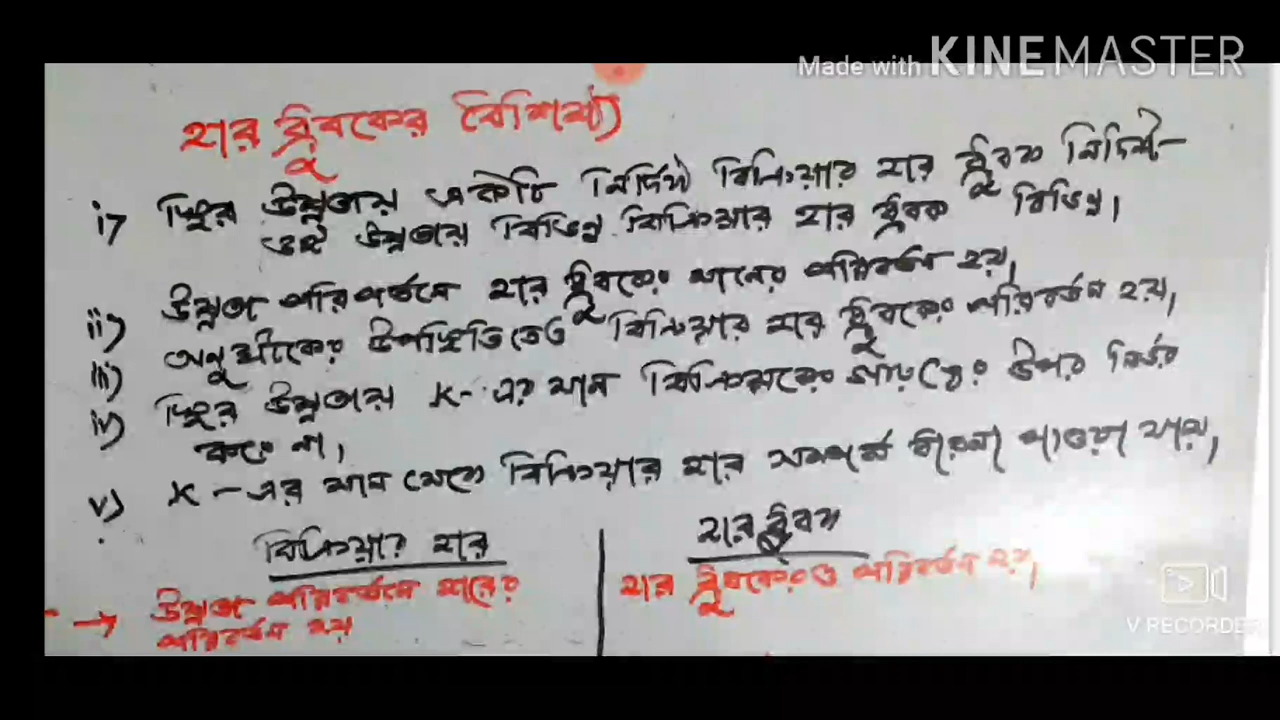 Made with KINEMASTER
হার ধ্রুবকের বৈশিষ্ট্য
i) স্থির উষ্ণতায় একটি নির্দিষ্ট বিক্রিয়ার হার ধ্রুবক নির্দিষ্ট-
ওই উষ্ণতায় বিভিন্ন বিক্রিয়ার হার ধ্রুবক বিভিন্ন।
ii) উষ্ণতা পরিবর্তনে হার ধ্রুবকের মানের পরিবর্তন হয়,
iii) অনুঘটকের উপস্থিতিতেও বিক্রিয়ার হার ধ্রুবকের পরিবর্তন হয়,
iv) স্থির উষ্ণতায় K-এর মান বিক্রিয়কের গাঢ়ত্বের উপর নির্ভর
করে না,
v) K-এর মান থেকে বিক্রিয়ার হার সম্পর্কে ধারণা পাওয়া যায়,
বিক্রিয়ার হার
হার ধ্রুবক
→ উষ্ণতা পরিবর্তনে হারের
পরিবর্তন হয়
হার ধ্রুবকেরও পরিবর্তন হয়,
V RECORDER